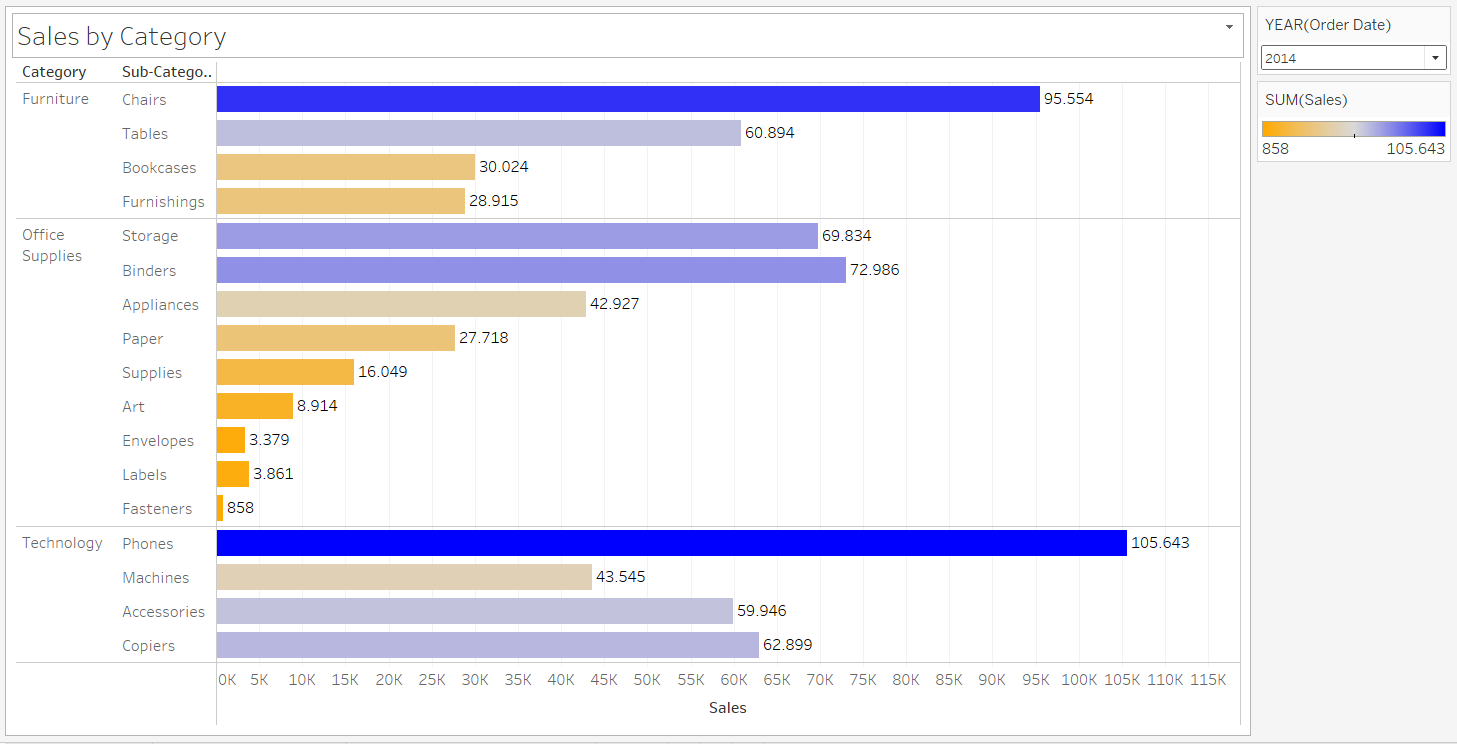 Sales by Category
Category Sub-Catego..
Furniture Chairs 95.554
Tables 60.894
Bookcases 30.024
Furnishings 28.915
Office Supplies Storage 69.834
Binders 72.986
Appliances 42.927
Paper 27.718
Supplies 16.049
Art 8.914
Envelopes 3.379
Labels 3.861
Fasteners 858
Technology Phones 105.643
Machines 43.545
Accessories 59.946
Copiers 62.899
0K 5K 10K 15K 20K 25K 30K 35K 40K 45K 50K 55K 60K 65K 70K 75K 80K 85K 90K 95K 100K 105K 110K 115K
Sales
YEAR(Order Date)
2014
SUM(Sales)
858 105.643